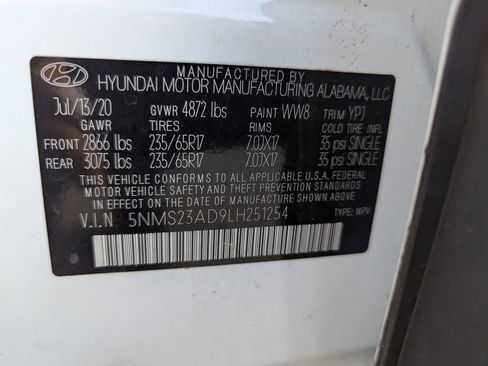 MANUFACTURED BY
HYUNDAI MOTOR MANUFACTURING ALABAMA, LLC
Jul/13/20 GVWR 4872 lbs PAINT WW8 TRIM YPJ
GAWR TIRES RIMS COLD TIRE INFL
FRONT 2866 lbs 235/65R17 7.0JX17 35 psi SINGLE
REAR 3075 lbs 235/65R17 7.0JX17 35 psi SINGLE
THIS VEHICLE CONFORMS TO ALL APPLICABLE U.S.A. FEDERAL
MOTOR VEHICLE SAFETY AND THEFT PREVENTION STANDARDS
IN EFFECT ON THE DATE OF MANUFACTURE SHOWN ABOVE
V.I.N 5NMS23AD9LH251254 TYPE: MPV